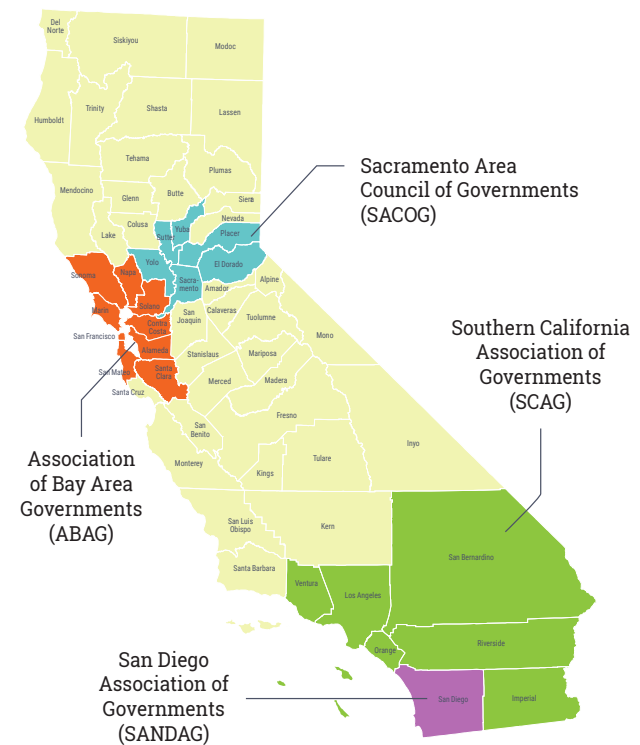 Del
Norte
Siskiyou
Modoc
Humboldt
Trinity
Shasta
Lassen
Tehama
Plumas
Mendocino
Glenn
Butte
Sierra
Nevada
Colusa
Yuba
Sutter
Placer
Lake
Yolo
El Dorado
Sonoma
Napa
Sacra-
mento
Amador
Alpine
Solano
Marin
San
Joaquin
Calaveras
Tuolumne
Mono
Contra
Costa
San Francisco
Alameda
Stanislaus
Mariposa
San Mateo
Santa
Clara
Merced
Madera
Santa Cruz
Fresno
San
Benito
Inyo
Monterey
Kings
Tulare
San Luis
Obispo
Kern
San Bernardino
Santa Barbara
Ventura
Los Angeles
Orange
Riverside
San Diego
Imperial
Sacramento Area
Council of Governments
(SACOG)
Southern California
Association of
Governments
(SCAG)
Association
of Bay Area
Governments
(ABAG)
San Diego
Association of
Governments
(SANDAG)